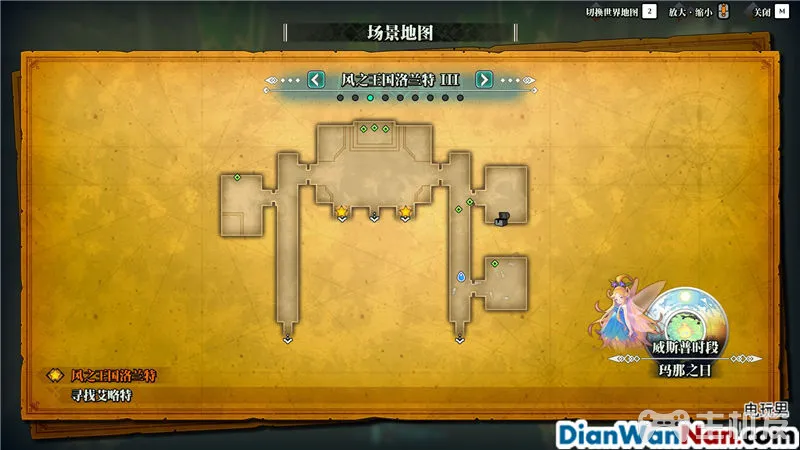 切换世界地图 2 放大·缩小 关闭 M
场景地图
风之王国洛兰特 III
威斯普时段
玛那之日
风之王国洛兰特
寻找艾略特
电玩男
DianWanNan.com